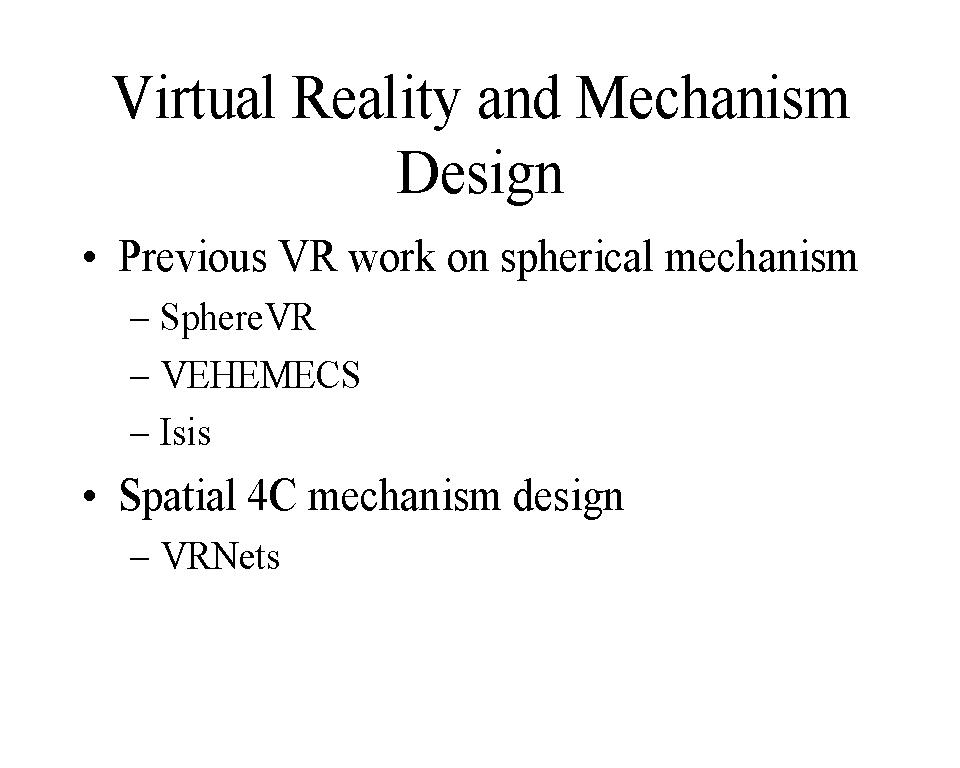 Virtual Reality and Mechanism
Design
• Previous VR work on spherical mechanism
– SphereVR
– VEHEMECS
– Isis
• Spatial 4C mechanism design
– VRNets